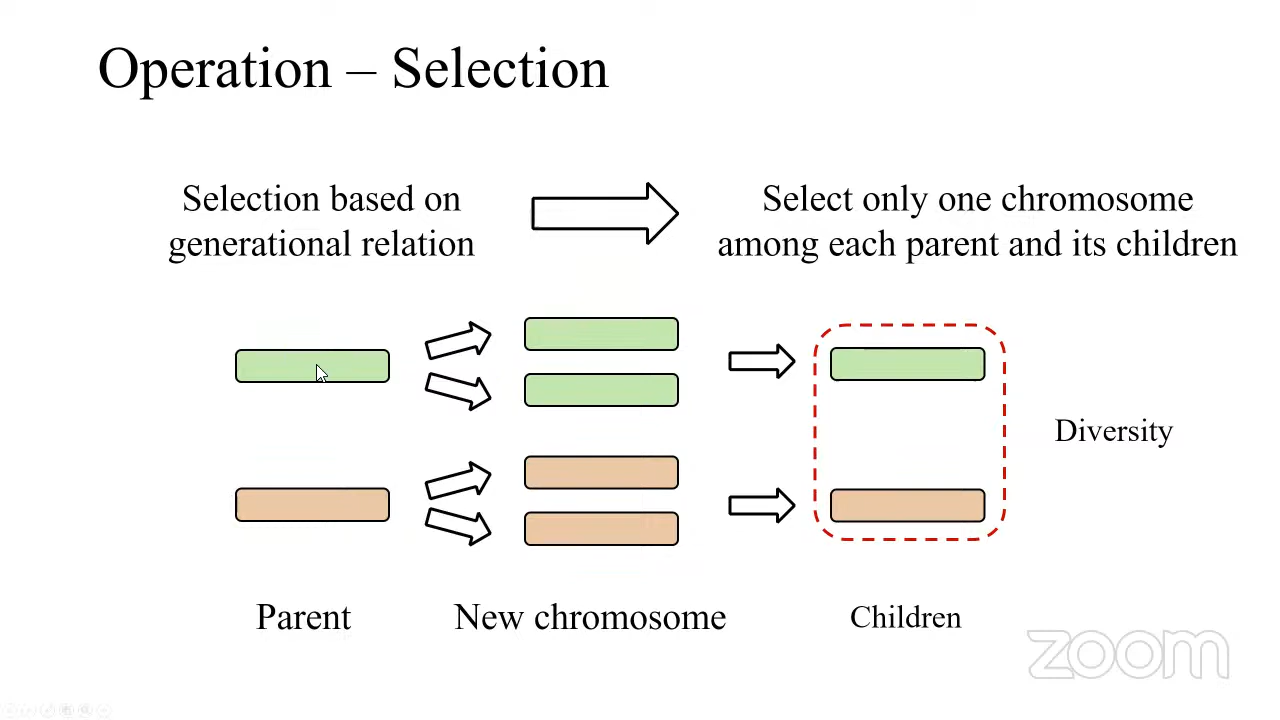 Operation – Selection
Selection based on
generational relation
Select only one chromosome
among each parent and its children
Diversity
Parent
New chromosome
Children
zoom